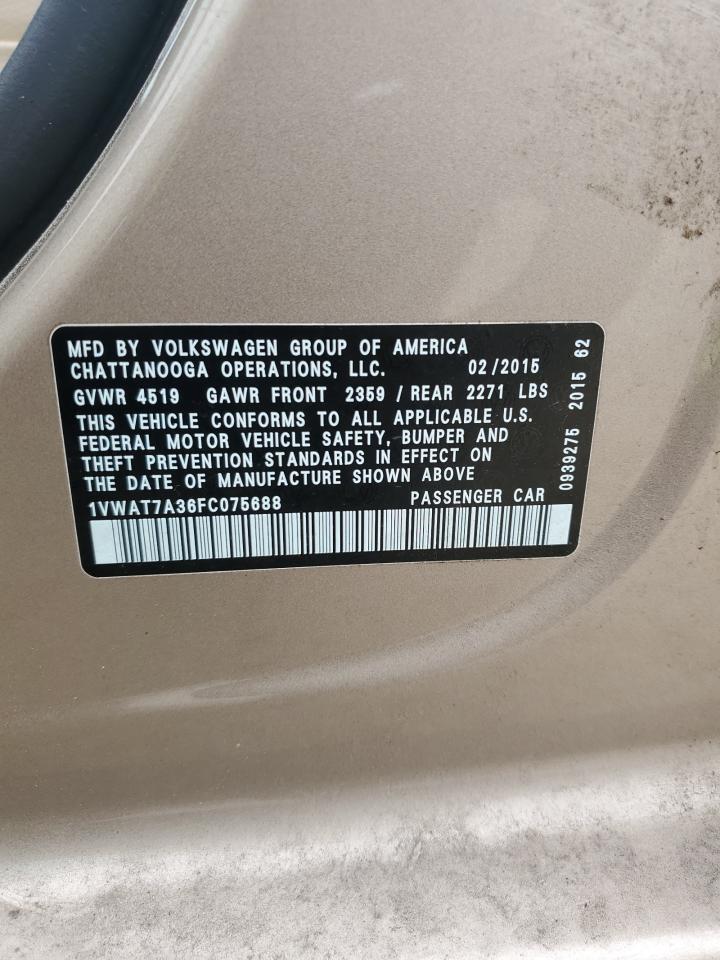 MFD BY VOLKSWAGEN GROUP OF AMERICA
CHATTANOOGA OPERATIONS, LLC. 02/2015
GVWR 4519 GAWR FRONT 2359 / REAR 2271 LBS
THIS VEHICLE CONFORMS TO ALL APPLICABLE U.S.
FEDERAL MOTOR VEHICLE SAFETY, BUMPER AND
THEFT PREVENTION STANDARDS IN EFFECT ON
THE DATE OF MANUFACTURE SHOWN ABOVE
1VWAT7A36FC075688 PASSENGER CAR
0939275 2015 62